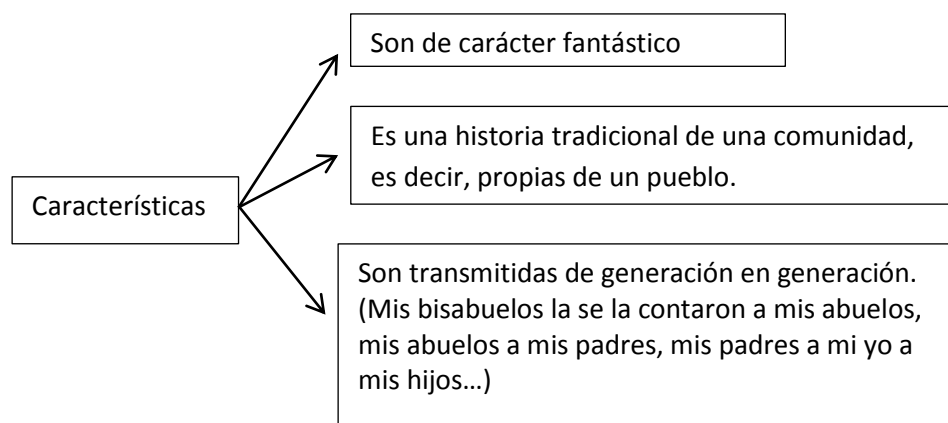 Son de carácter fantástico
Es una historia tradicional de una comunidad,
es decir, propias de un pueblo.
Características
Son transmitidas de generación en generación.
(Mis bisabuelos la se la contaron a mis abuelos,
mis abuelos a mis padres, mis padres a mi yo a
mis hijos…)